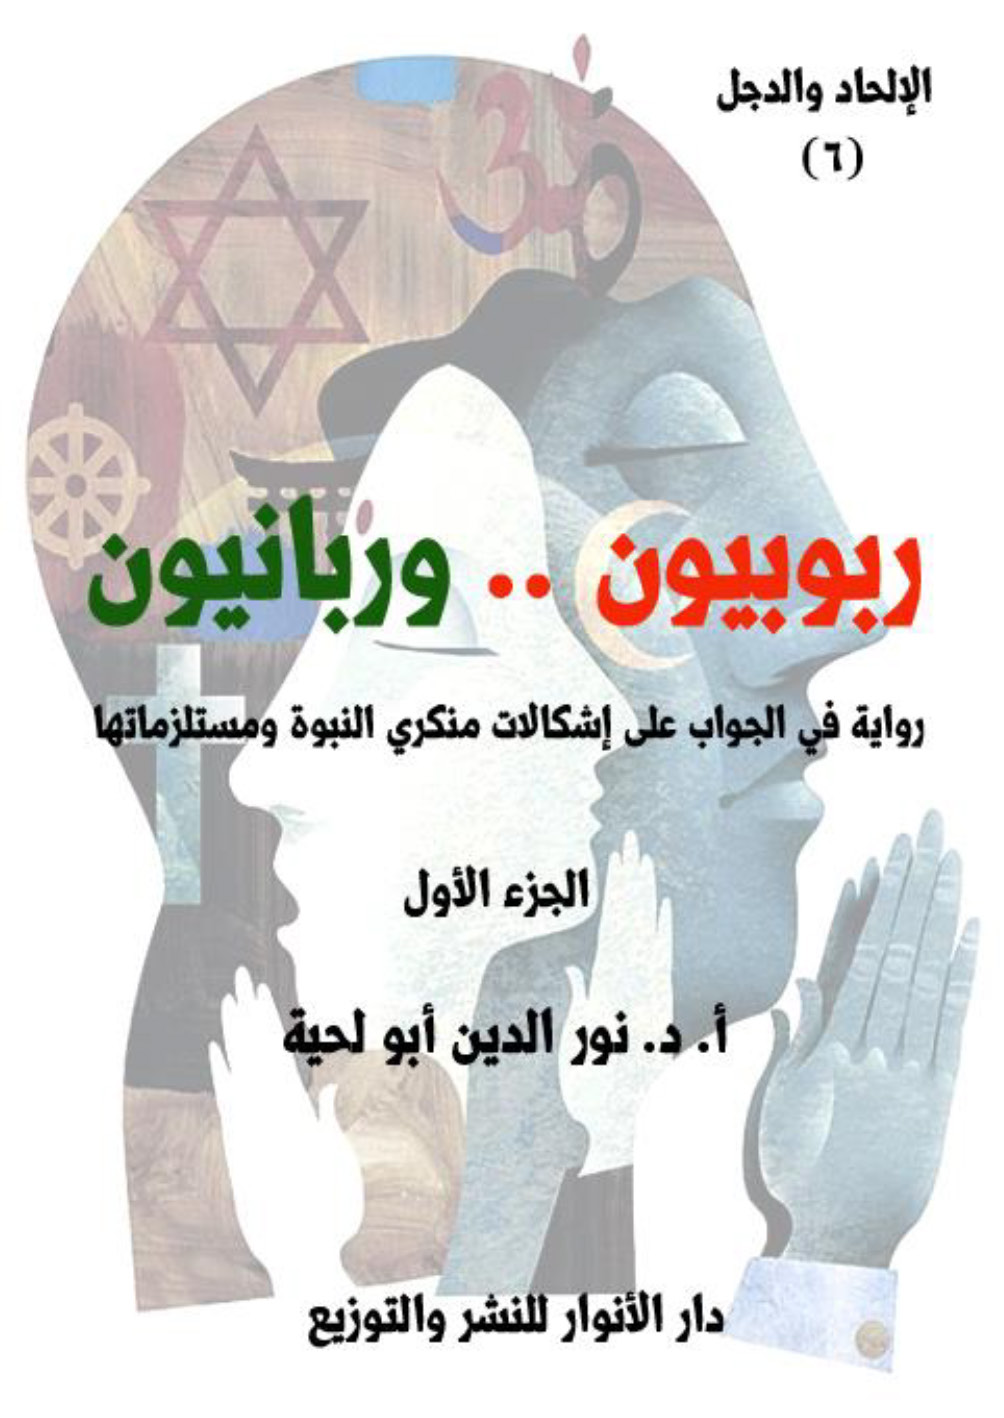 الإلحاد والدجل
(٦)
ربوبيون .. وربانيون
رواية في الجواب على إشكالات منكري النبوة ومستلزماتها
الجزء الأول
أ. د. نور الدين أبو لحية
دار الأنوار للنشر والتوزيع